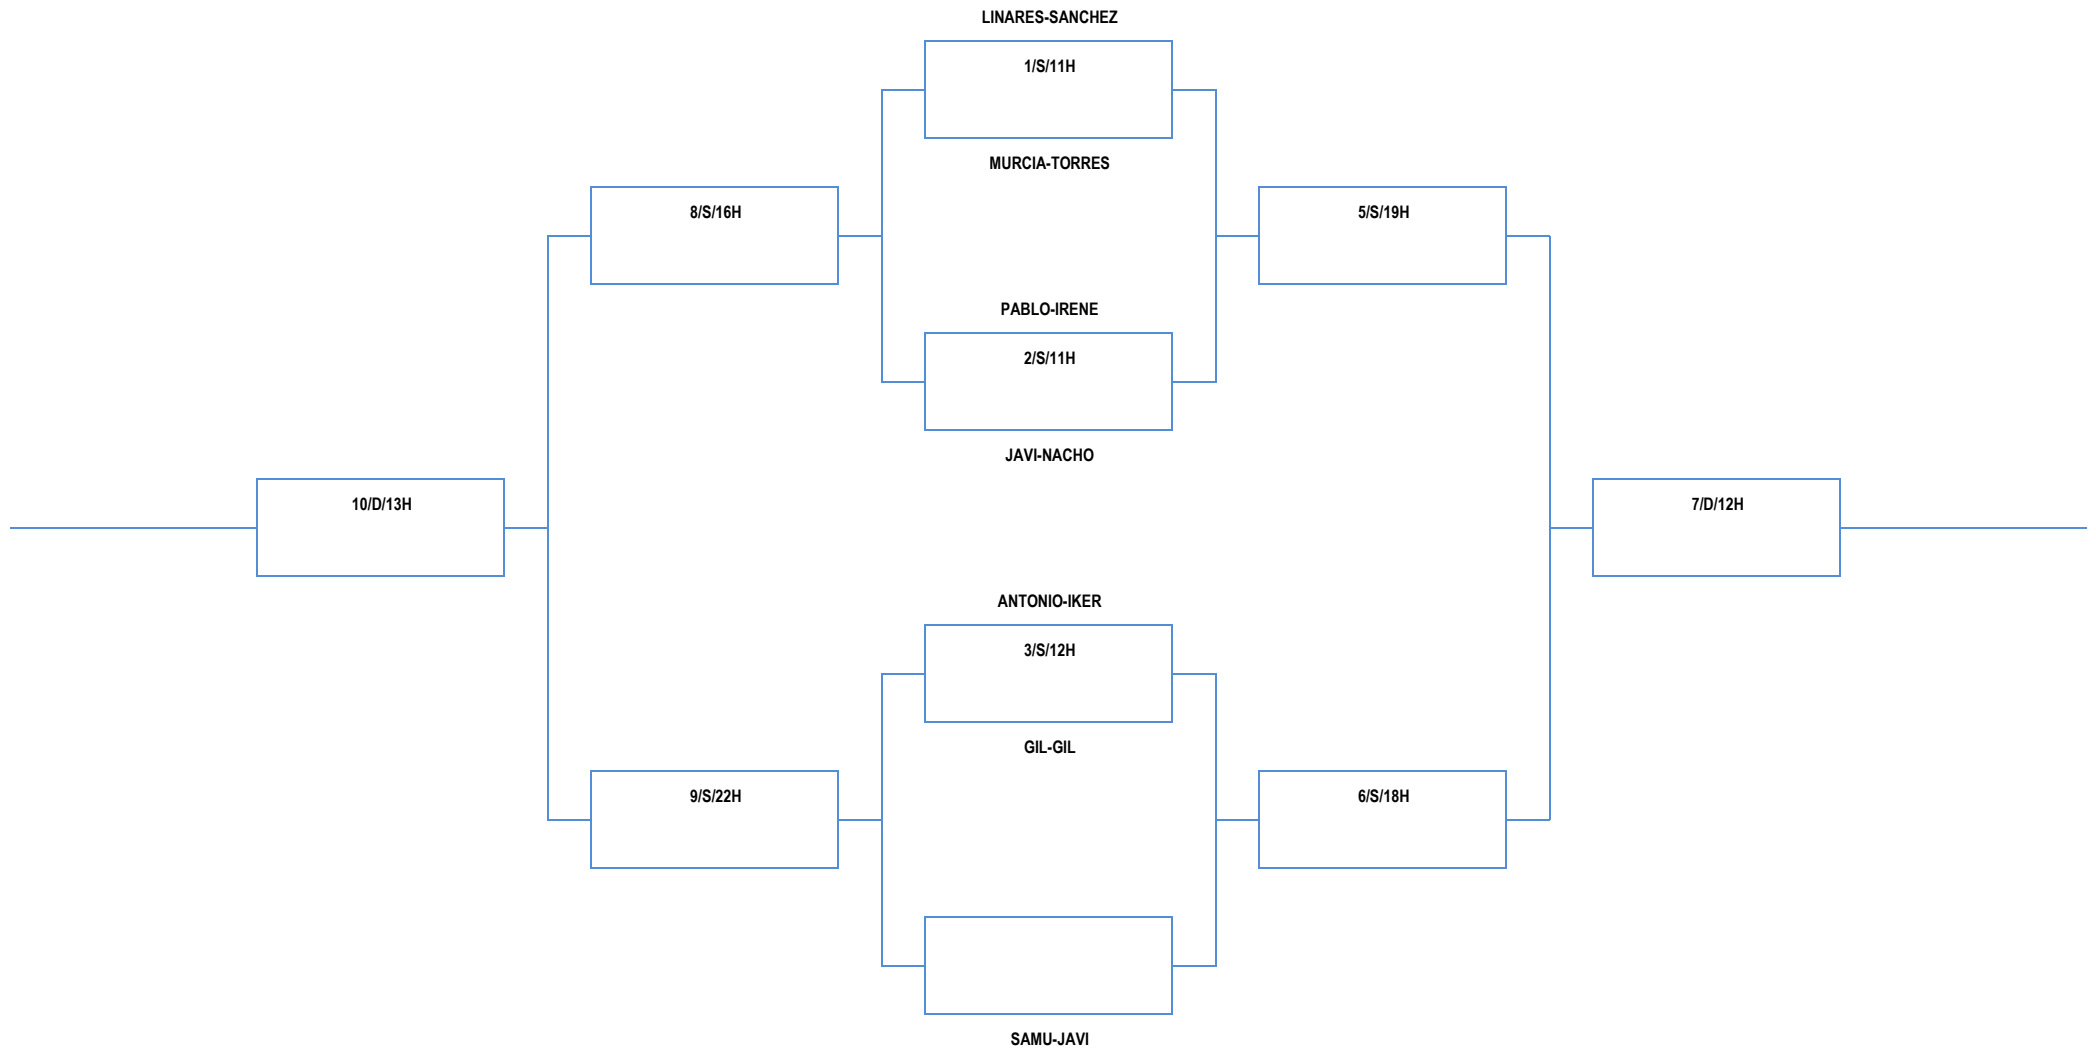 LINARES-SANCHEZ
1/S/11H
MURCIA-TORRES
8/S/16H
5/S/19H
PABLO-IRENE
2/S/11H
JAVI-NACHO
10/D/13H
7/D/12H
ANTONIO-IKER
3/S/12H
GIL-GIL
9/S/22H
6/S/18H
SAMU-JAVI